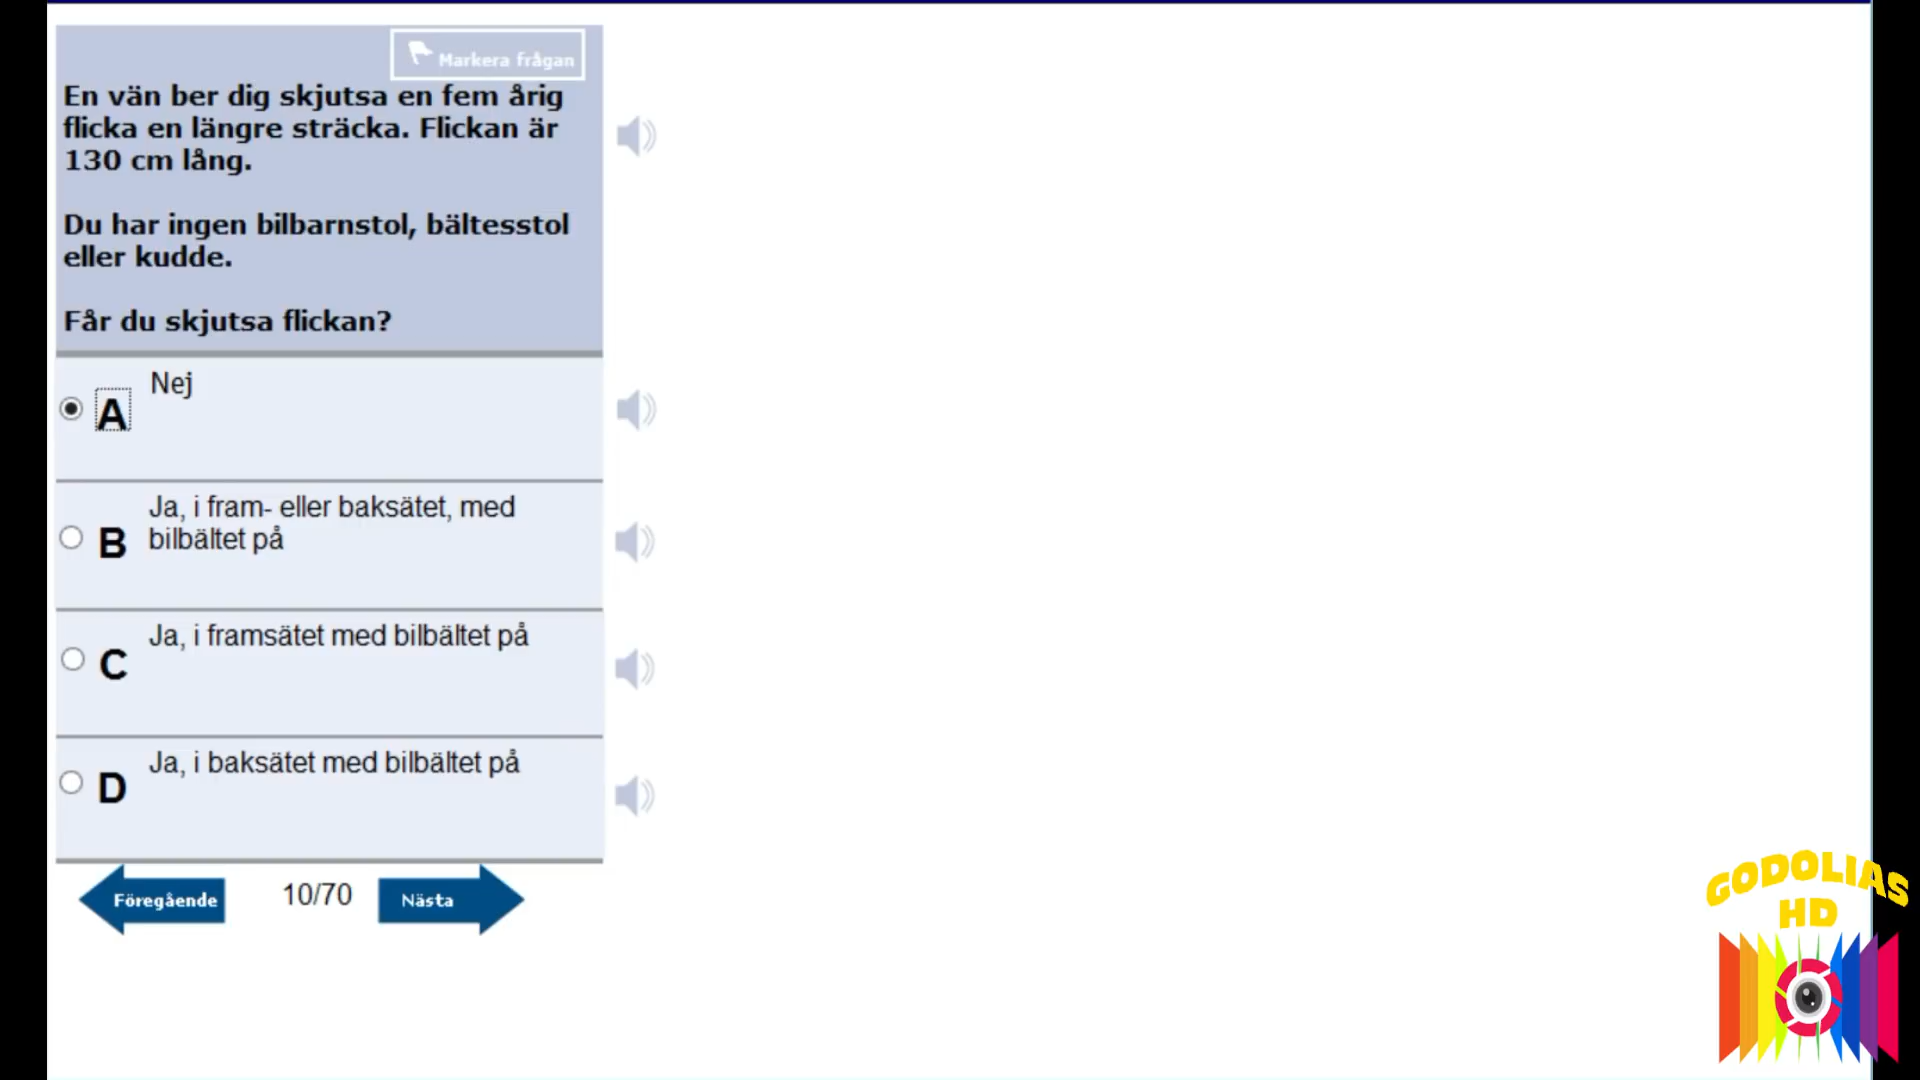 Markera frågan
En vän ber dig skjutsa en fem årig
flicka en längre sträcka. Flickan är
130 cm lång.
Du har ingen bilbarnstol, bältesstol
eller kudde.
Får du skjutsa flickan?
A Nej
B Ja, i fram- eller baksätet, med
bilbältet på
C Ja, i framsätet med bilbältet på
D Ja, i baksätet med bilbältet på
Föregående 10/70 Nästa
GODOLIAS
HD